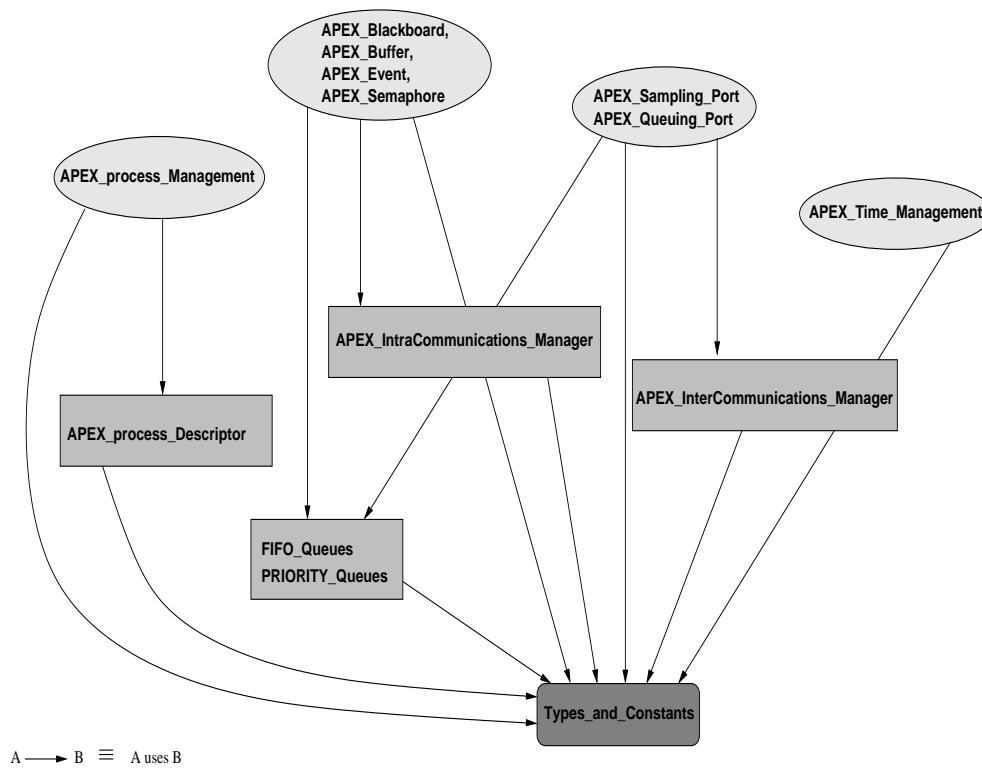 APEX_Blackboard,
APEX_Buffer,
APEX_Event,
APEX_Semaphore
APEX_Sampling_Port
APEX_Queuing_Port
APEX_process_Management
APEX_Time_Management
APEX_IntraCommunications_Manager
APEX_InterCommunications_Manager
APEX_process_Descriptor
FIFO_Queues
PRIORITY_Queues
Types_and_Constants
A B ≡ A uses B